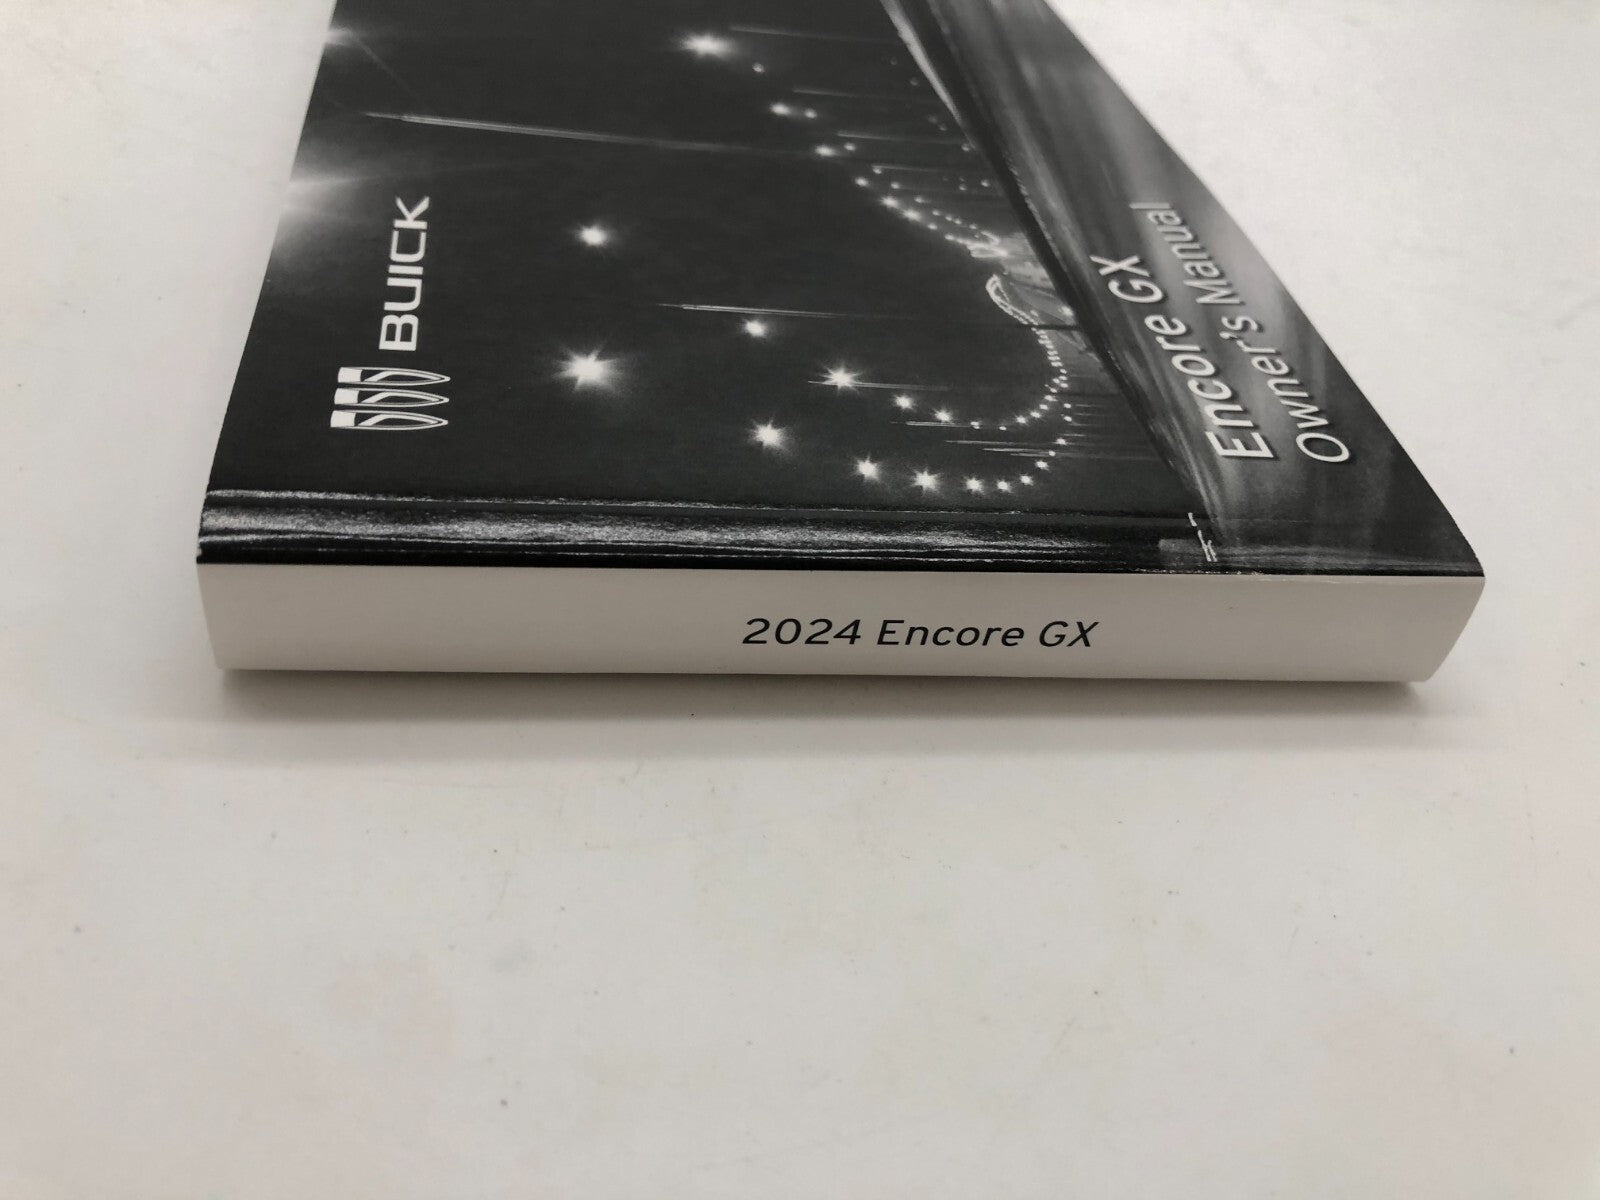 BUICK
Encore GX
Owner's Manual
2024 Encore GX